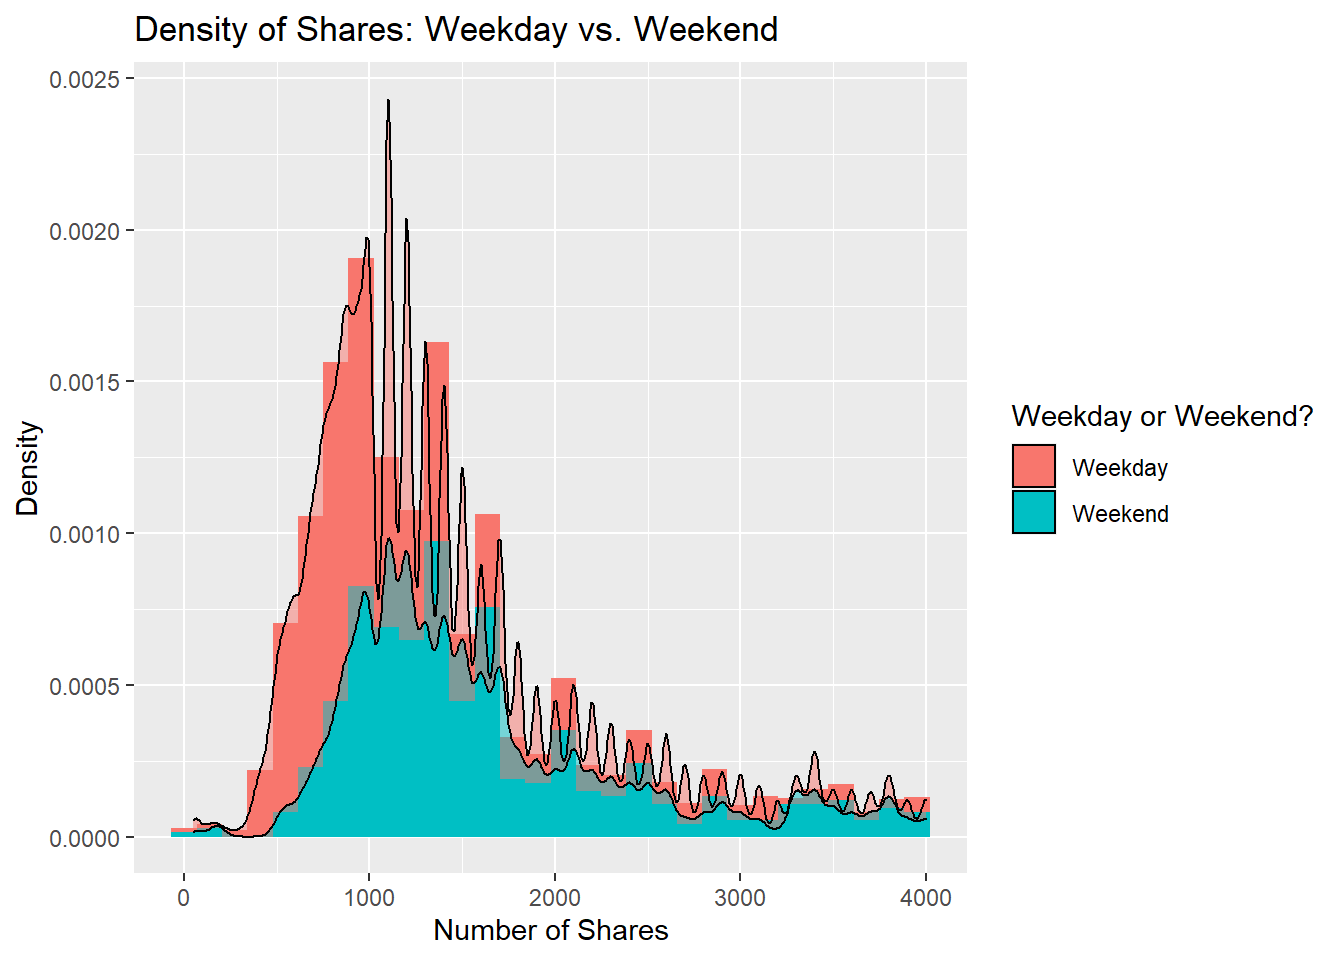 Density of Shares: Weekday vs. Weekend
0.0025
0.0020
0.0015
0.0010
0.0005
0.0000
Density
0
1000
2000
3000
4000
Number of Shares
Weekday or Weekend?
Weekday
Weekend